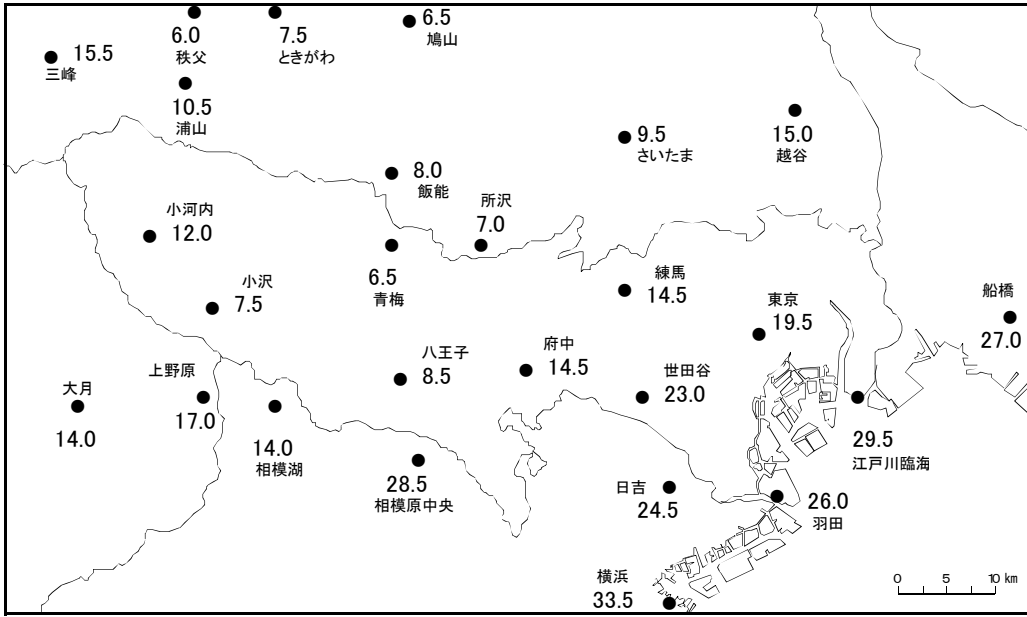 6.5
鳩山
6.0
秩父
7.5
ときがわ
15.5
三峰
10.5
浦山
9.5
さいたま
15.0
越谷
8.0
飯能
所沢
7.0
小河内
12.0
6.5
青梅
小沢
7.5
練馬
14.5
東京
19.5
船橋
27.0
八王子
8.5
府中
14.5
上野原
17.0
世田谷
23.0
大月
14.0
14.0
相模湖
29.5
江戸川臨海
28.5
相模原中央
日吉
24.5
26.0
羽田
横浜
33.5
0 5 10 km